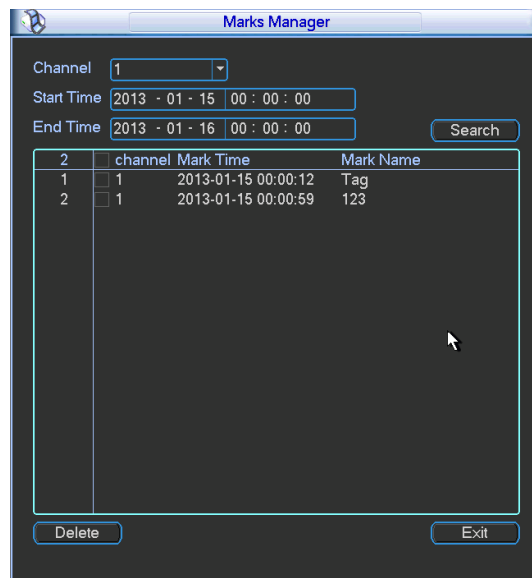 Marks Manager
Channel 1
Start Time 2013 - 01 - 15 00 : 00 : 00
End Time 2013 - 01 - 16 00 : 00 : 00
Search
2 channel Mark Time Mark Name
1 1 2013-01-15 00:00:12 Tag
2 1 2013-01-15 00:00:59 123
Delete Exit